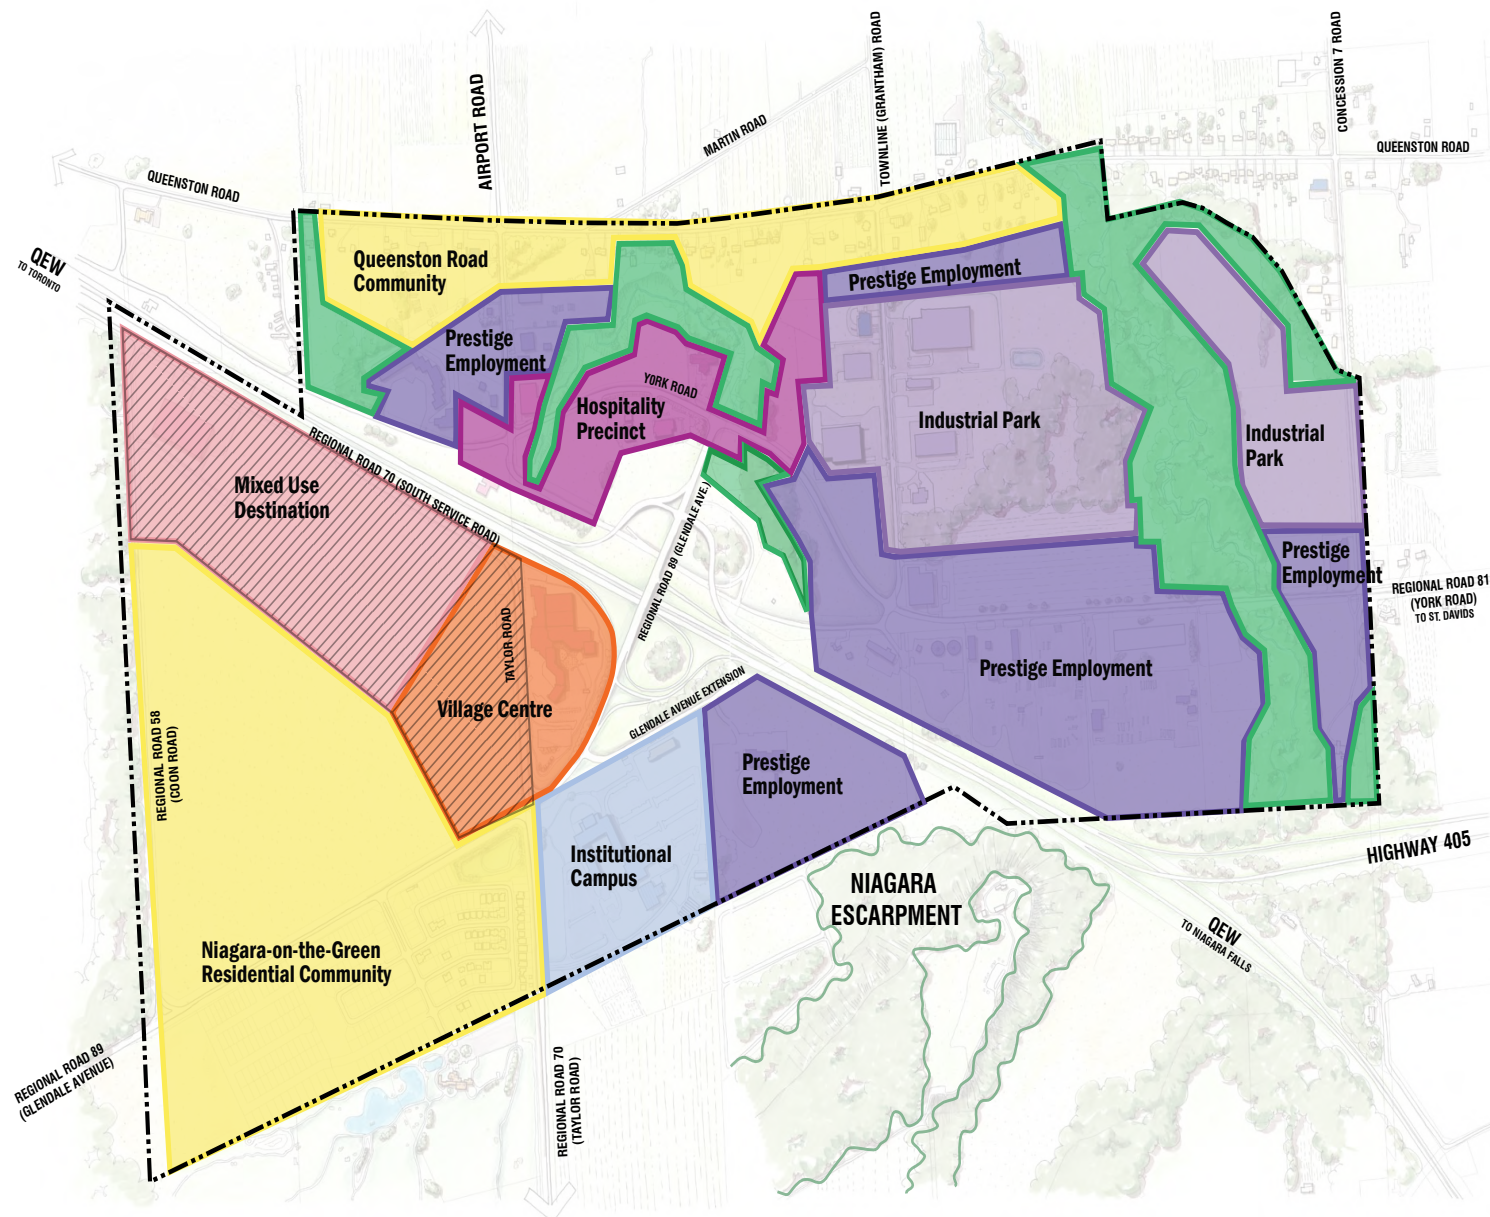 AIRPORT ROAD
TOWNLINE (GRANTHAM) ROAD
CONCESSION 7 ROAD
MARTIN ROAD
QUEENSTON ROAD
QUEENSTON ROAD
QEW
TO TORONTO
Queenston Road
Community
Prestige Employment
Prestige
Employment
YORK ROAD
Hospitality
Precinct
Industrial Park
Industrial
Park
REGIONAL ROAD 70 (SOUTH SERVICE ROAD)
Mixed Use
Destination
REGIONAL ROAD 89 (GLENDALE AVE.)
Prestige
Employment
REGIONAL ROAD 81
(YORK ROAD)
TO ST. DAVIDS
TAYLOR ROAD
Village Centre
Prestige Employment
GLENDALE AVENUE EXTENSION
REGIONAL ROAD 58
(COON ROAD)
Prestige
Employment
Institutional
Campus
HIGHWAY 405
NIAGARA
ESCARPMENT
QEW
TO NIAGARA FALLS
Niagara-on-the-Green
Residential Community
REGIONAL ROAD 89
(GLENDALE AVENUE)
REGIONAL ROAD 70
(TAYLOR ROAD)